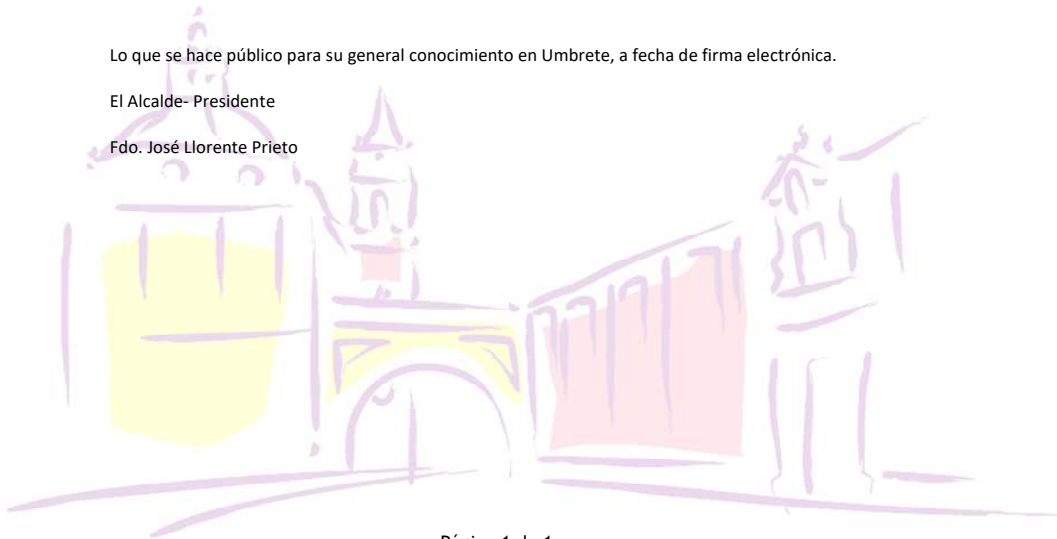 Lo que se hace público para su general conocimiento en Umbrete, a fecha de firma electrónica.
El Alcalde- Presidente
Fdo. José Llorente Prieto